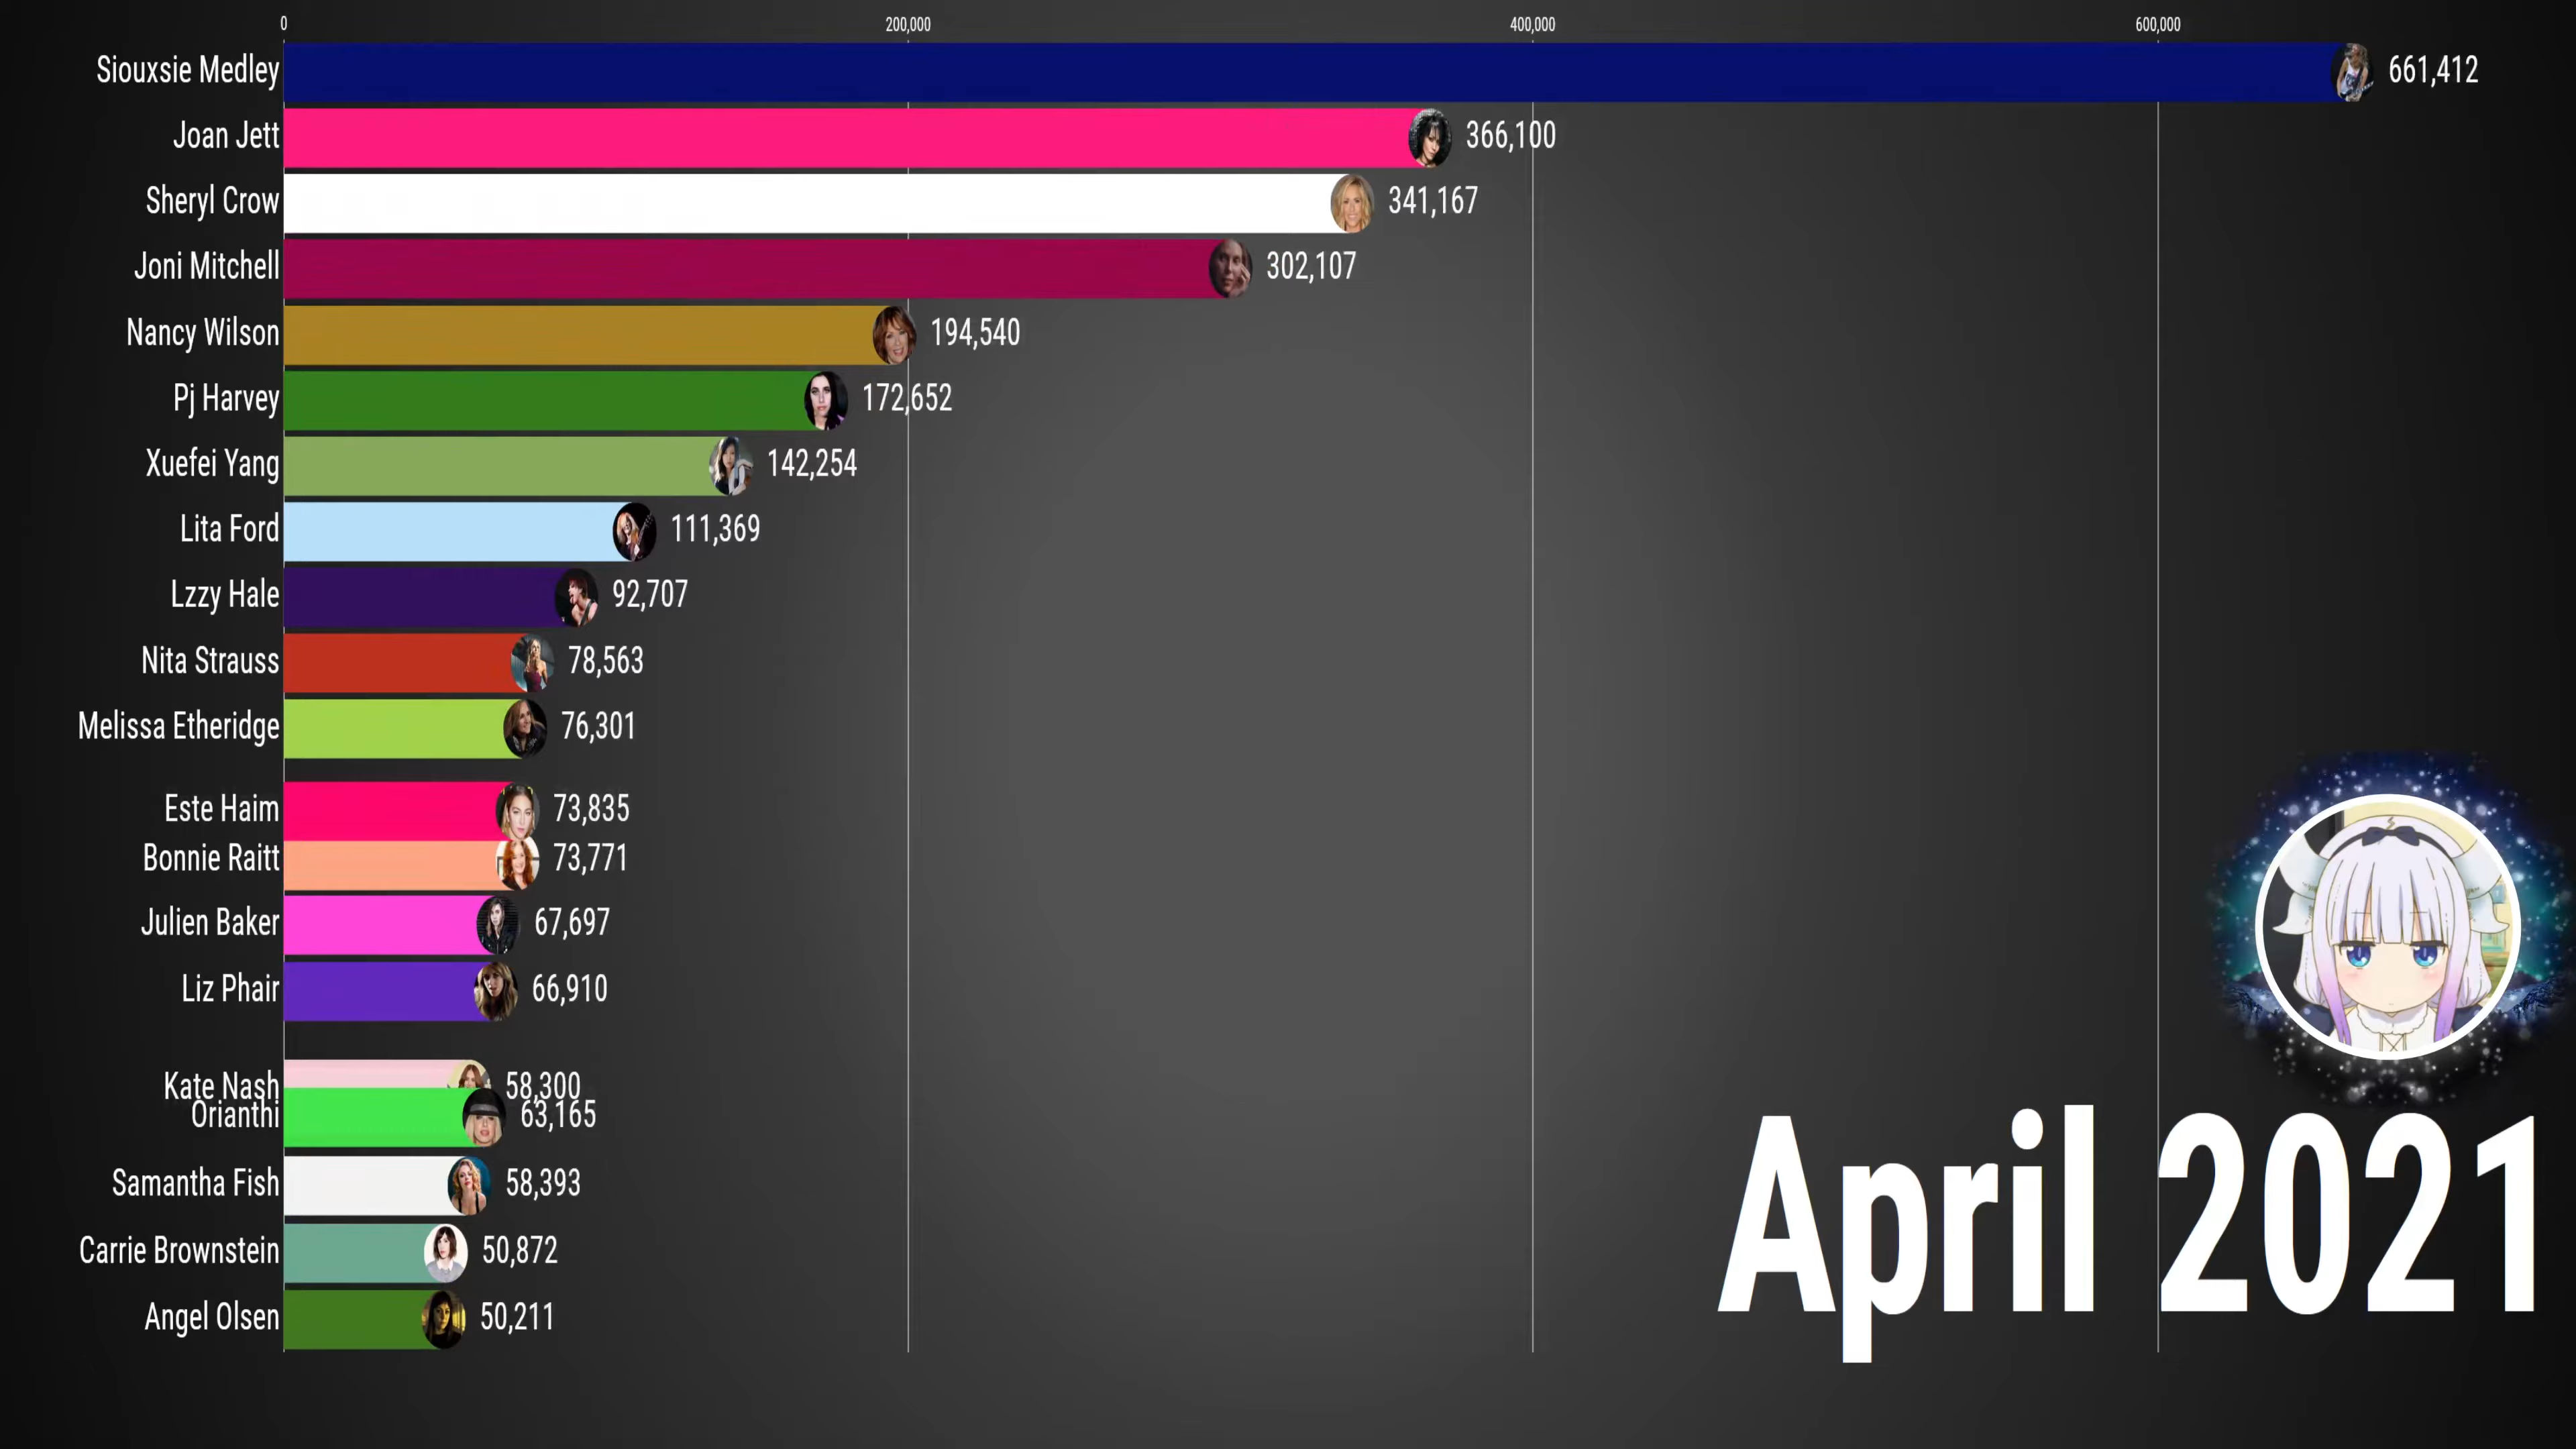 0 200,000 400,000 600,000
Siouxsie Medley 661,412
Joan Jett 366,100
Sheryl Crow 341,167
Joni Mitchell 302,107
Nancy Wilson 194,540
Pj Harvey 172,652
Xuefei Yang 142,254
Lita Ford 111,369
Lzzy Hale 92,707
Nita Strauss 78,563
Melissa Etheridge 76,301
Este Haim 73,835
Bonnie Raitt 73,771
Julien Baker 67,697
Liz Phair 66,910
Kate Nash 58,300
Orianthi 63,165
Samantha Fish 58,393
Carrie Brownstein 50,872
Angel Olsen 50,211
April 2021